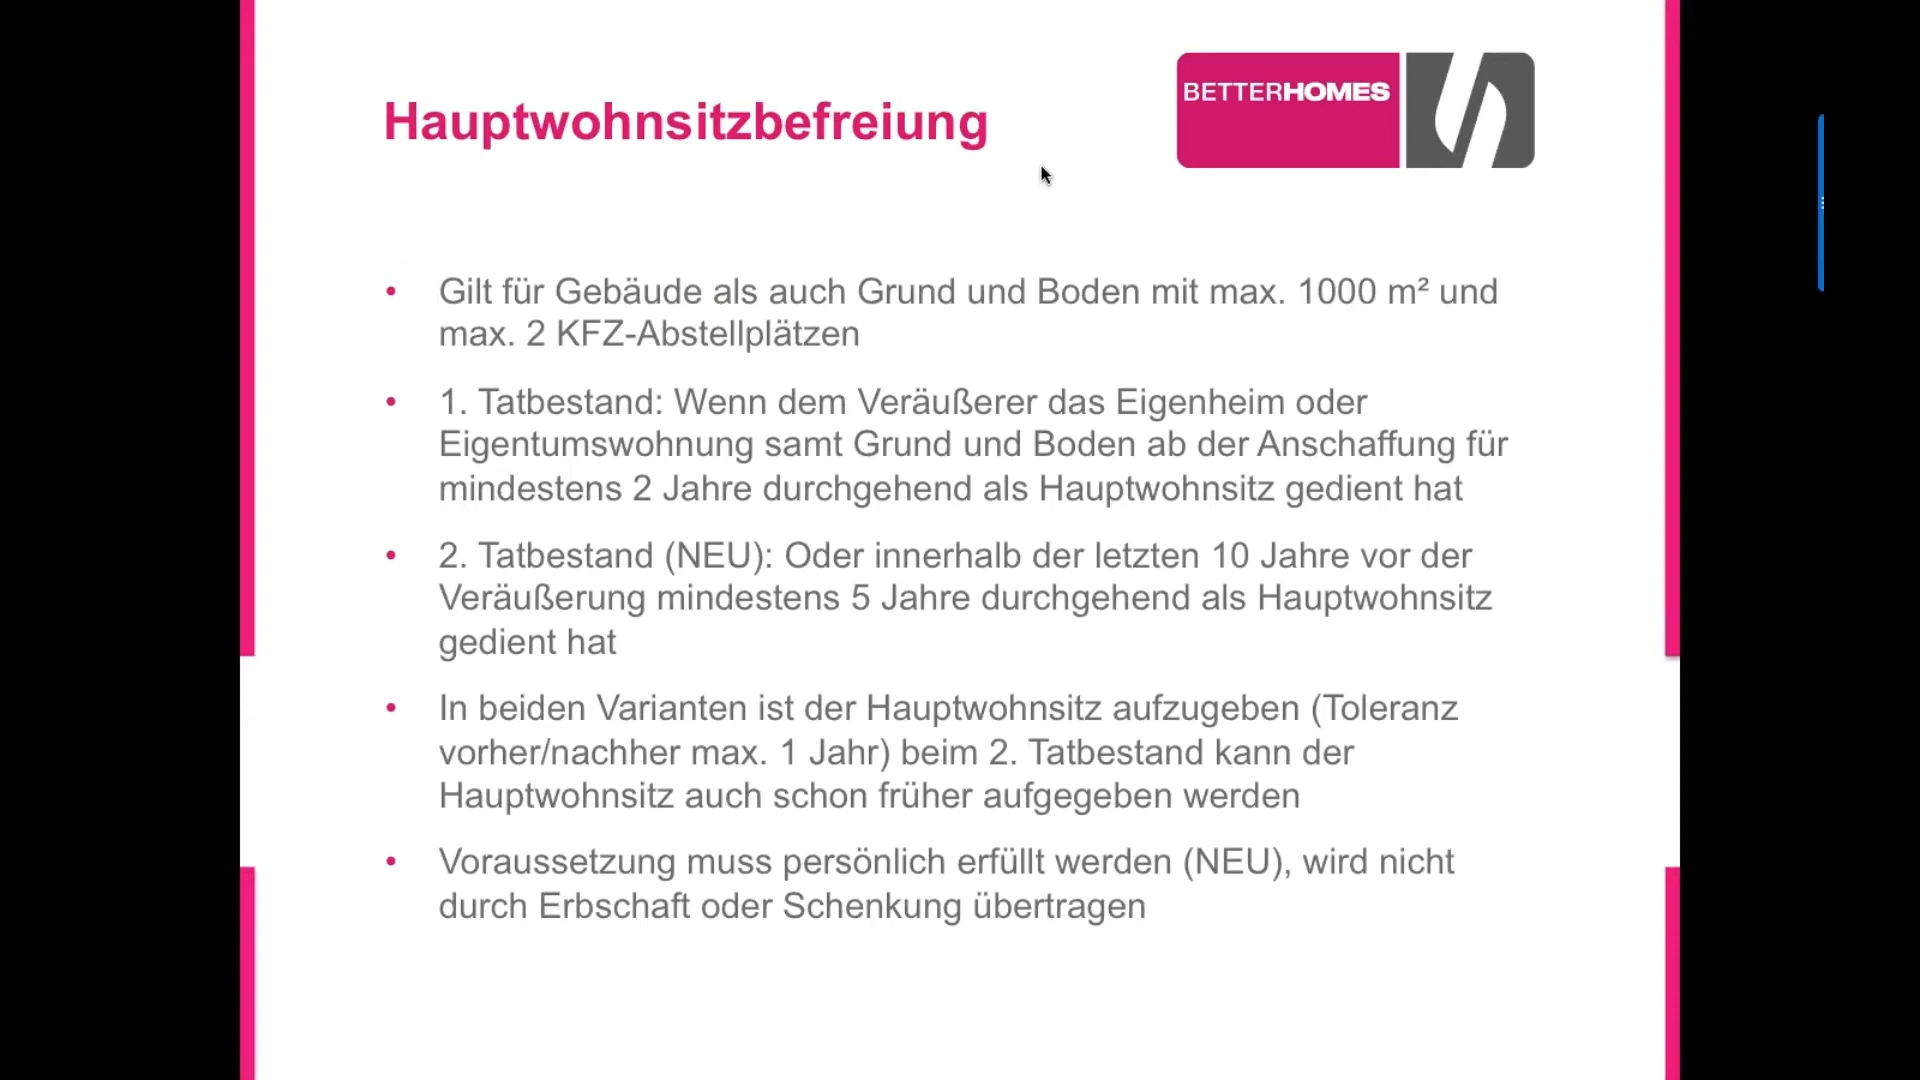 BETTERHOMES
Hauptwohnsitzbefreiung
• Gilt für Gebäude als auch Grund und Boden mit max. 1000 m² und
max. 2 KFZ-Abstellplätzen
• 1. Tatbestand: Wenn dem Veräußerer das Eigenheim oder
Eigentumswohnung samt Grund und Boden ab der Anschaffung für
mindestens 2 Jahre durchgehend als Hauptwohnsitz gedient hat
• 2. Tatbestand (NEU): Oder innerhalb der letzten 10 Jahre vor der
Veräußerung mindestens 5 Jahre durchgehend als Hauptwohnsitz
gedient hat
• In beiden Varianten ist der Hauptwohnsitz aufzugeben (Toleranz
vorher/nachher max. 1 Jahr) beim 2. Tatbestand kann der
Hauptwohnsitz auch schon früher aufgegeben werden
• Voraussetzung muss persönlich erfüllt werden (NEU), wird nicht
durch Erbschaft oder Schenkung übertragen